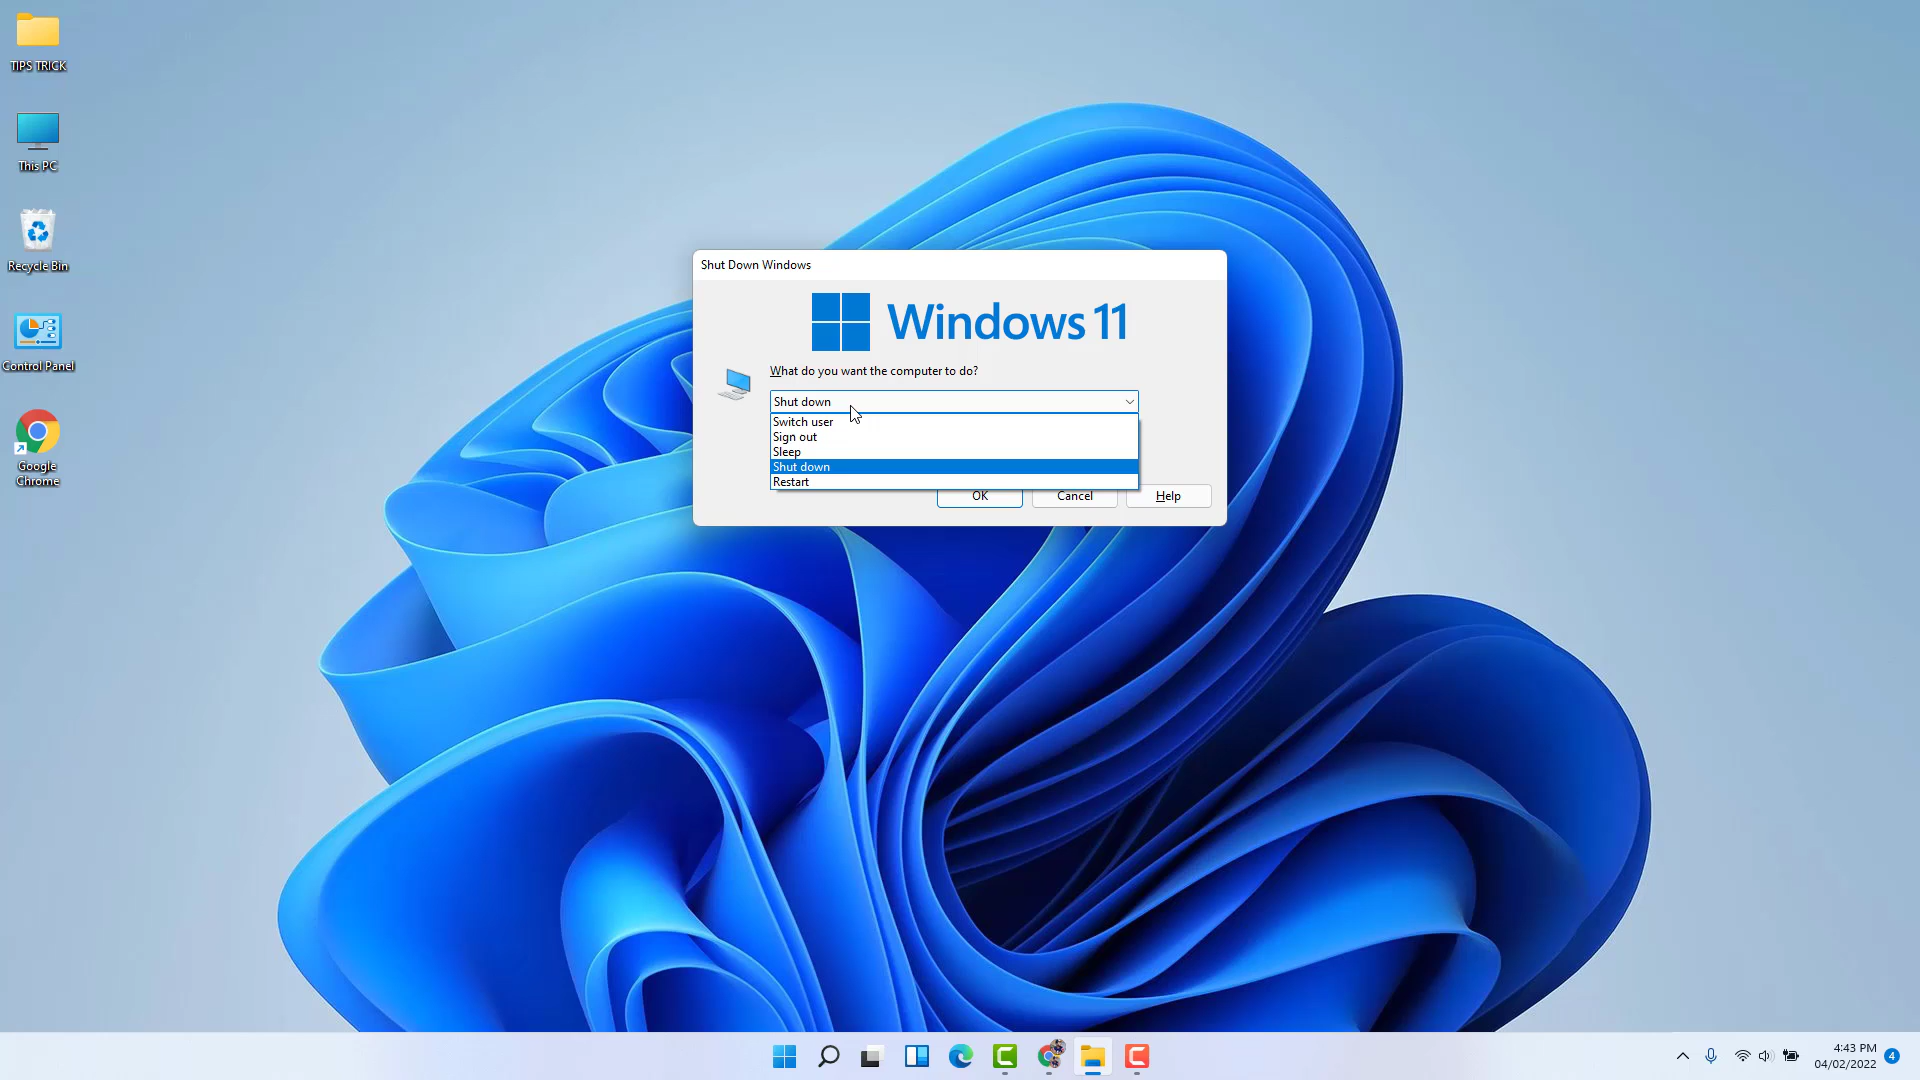 TIPS TRICK
This PC
Recycle Bin
Control Panel
Google
Chrome
Shut Down Windows
Windows 11
What do you want the computer to do?
Shut down
Switch user
Sign out
Sleep
Shut down
Restart
OK
Cancel
Help
4:43 PM
04/02/2022
4